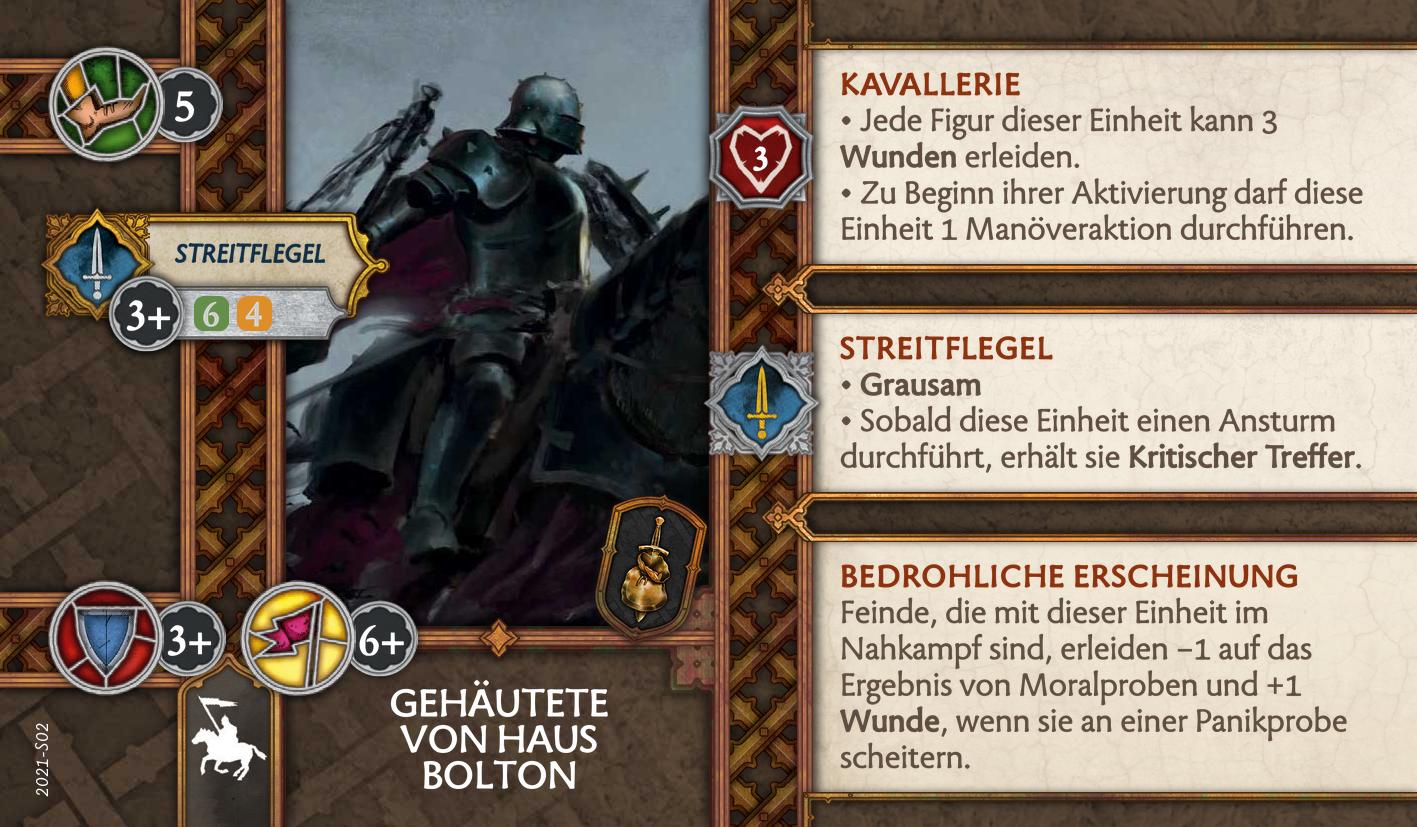 5
STREITFLEGEL
3+ 6 4
3+ 6+
GEHÄUTETE
VON HAUS
BOLTON
2021-S02
3
KAVALLERIE
• Jede Figur dieser Einheit kann 3
Wunden erleiden.
• Zu Beginn ihrer Aktivierung darf diese
Einheit 1 Manöveraktion durchführen.
STREITFLEGEL
• Grausam
• Sobald diese Einheit einen Ansturm
durchführt, erhält sie Kritischer Treffer.
BEDROHLICHE ERSCHEINUNG
Feinde, die mit dieser Einheit im
Nahkampf sind, erleiden −1 auf das
Ergebnis von Moralproben und +1
Wunde, wenn sie an einer Panikprobe
scheitern.